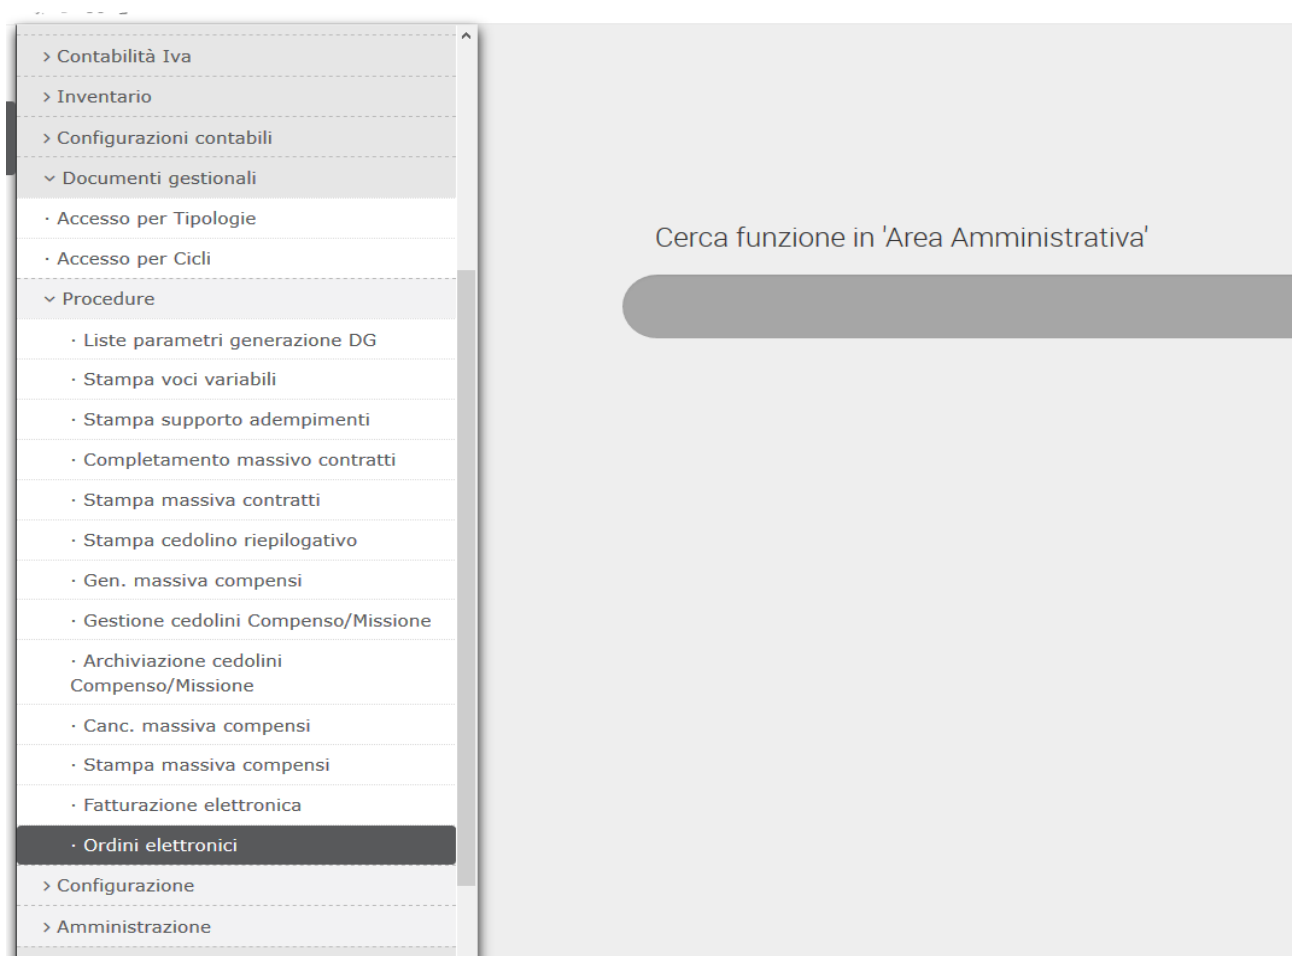 > Contabilità Iva
> Inventario
> Configurazioni contabili
Documenti gestionali
· Accesso per Tipologie
· Accesso per Cicli
Procedure
· Liste parametri generazione DG
· Stampa voci variabili
· Stampa supporto adempimenti
· Completamento massivo contratti
· Stampa massiva contratti
· Stampa cedolino riepilogativo
· Gen. massiva compensi
· Gestione cedolini Compenso/Missione
· Archiviazione cedolini
Compenso/Missione
· Canc. massiva compensi
· Stampa massiva compensi
· Fatturazione elettronica
· Ordini elettronici
> Configurazione
> Amministrazione
Cerca funzione in 'Area Amministrativa'